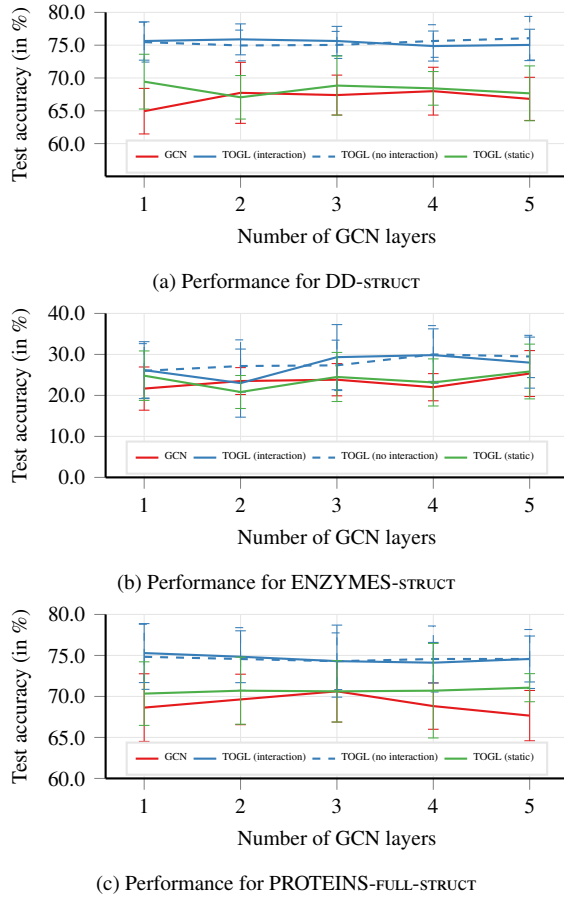 Test accuracy (in %)
80.0
75.0
70.0
65.0
60.0
GCN TOGL (interaction) TOGL (no interaction) TOGL (static)
1 2 3 4 5
Number of GCN layers
(a) Performance for DD-STRUCT
Test accuracy (in %)
40.0
30.0
20.0
10.0
0.0
GCN TOGL (interaction) TOGL (no interaction) TOGL (static)
1 2 3 4 5
Number of GCN layers
(b) Performance for ENZYMES-STRUCT
Test accuracy (in %)
80.0
75.0
70.0
65.0
60.0
GCN TOGL (interaction) TOGL (no interaction) TOGL (static)
1 2 3 4 5
Number of GCN layers
(c) Performance for PROTEINS-FULL-STRUCT